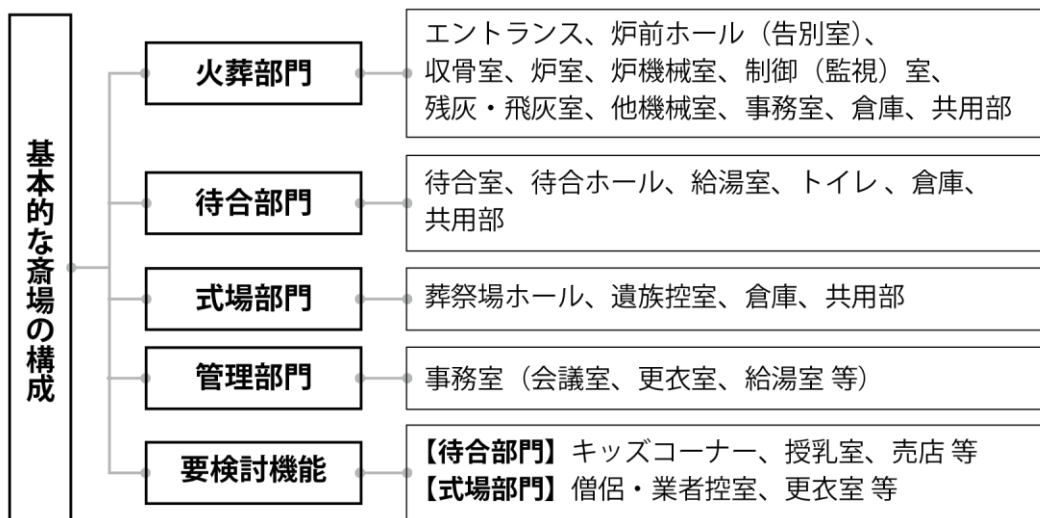 基本的な斎場の構成
火葬部門
エントランス、炉前ホール（告別室）、
収骨室、炉室、炉機械室、制御（監視）室、
残灰・飛灰室、他機械室、事務室、倉庫、共用部
待合部門
待合室、待合ホール、給湯室、トイレ 、倉庫、
共用部
式場部門
葬祭場ホール、遺族控室、倉庫、共用部
管理部門
事務室（会議室、更衣室、給湯室 等）
要検討機能
【待合部門】キッズコーナー、授乳室、売店 等
【式場部門】僧侶・業者控室、更衣室 等